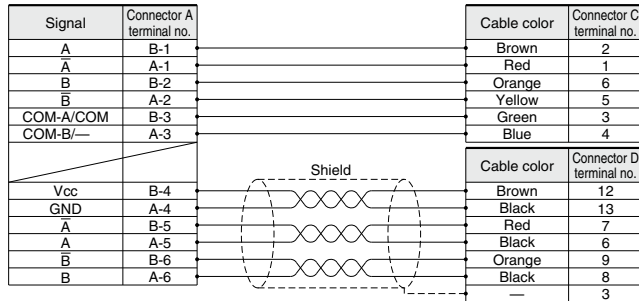 Signal Connector A terminal no. Cable color Connector C terminal no.
A B-1 Brown 2
A̅ A-1 Red 1
B B-2 Orange 6
B̅ A-2 Yellow 5
COM-A/COM B-3 Green 3
COM-B/— A-3 Blue 4
Shield Cable color Connector D terminal no.
Vcc B-4 Brown 12
GND A-4 Black 13
A̅ B-5 Red 7
A A-5 Black 6
B̅ B-6 Orange 9
B A-6 Black 8
— 3